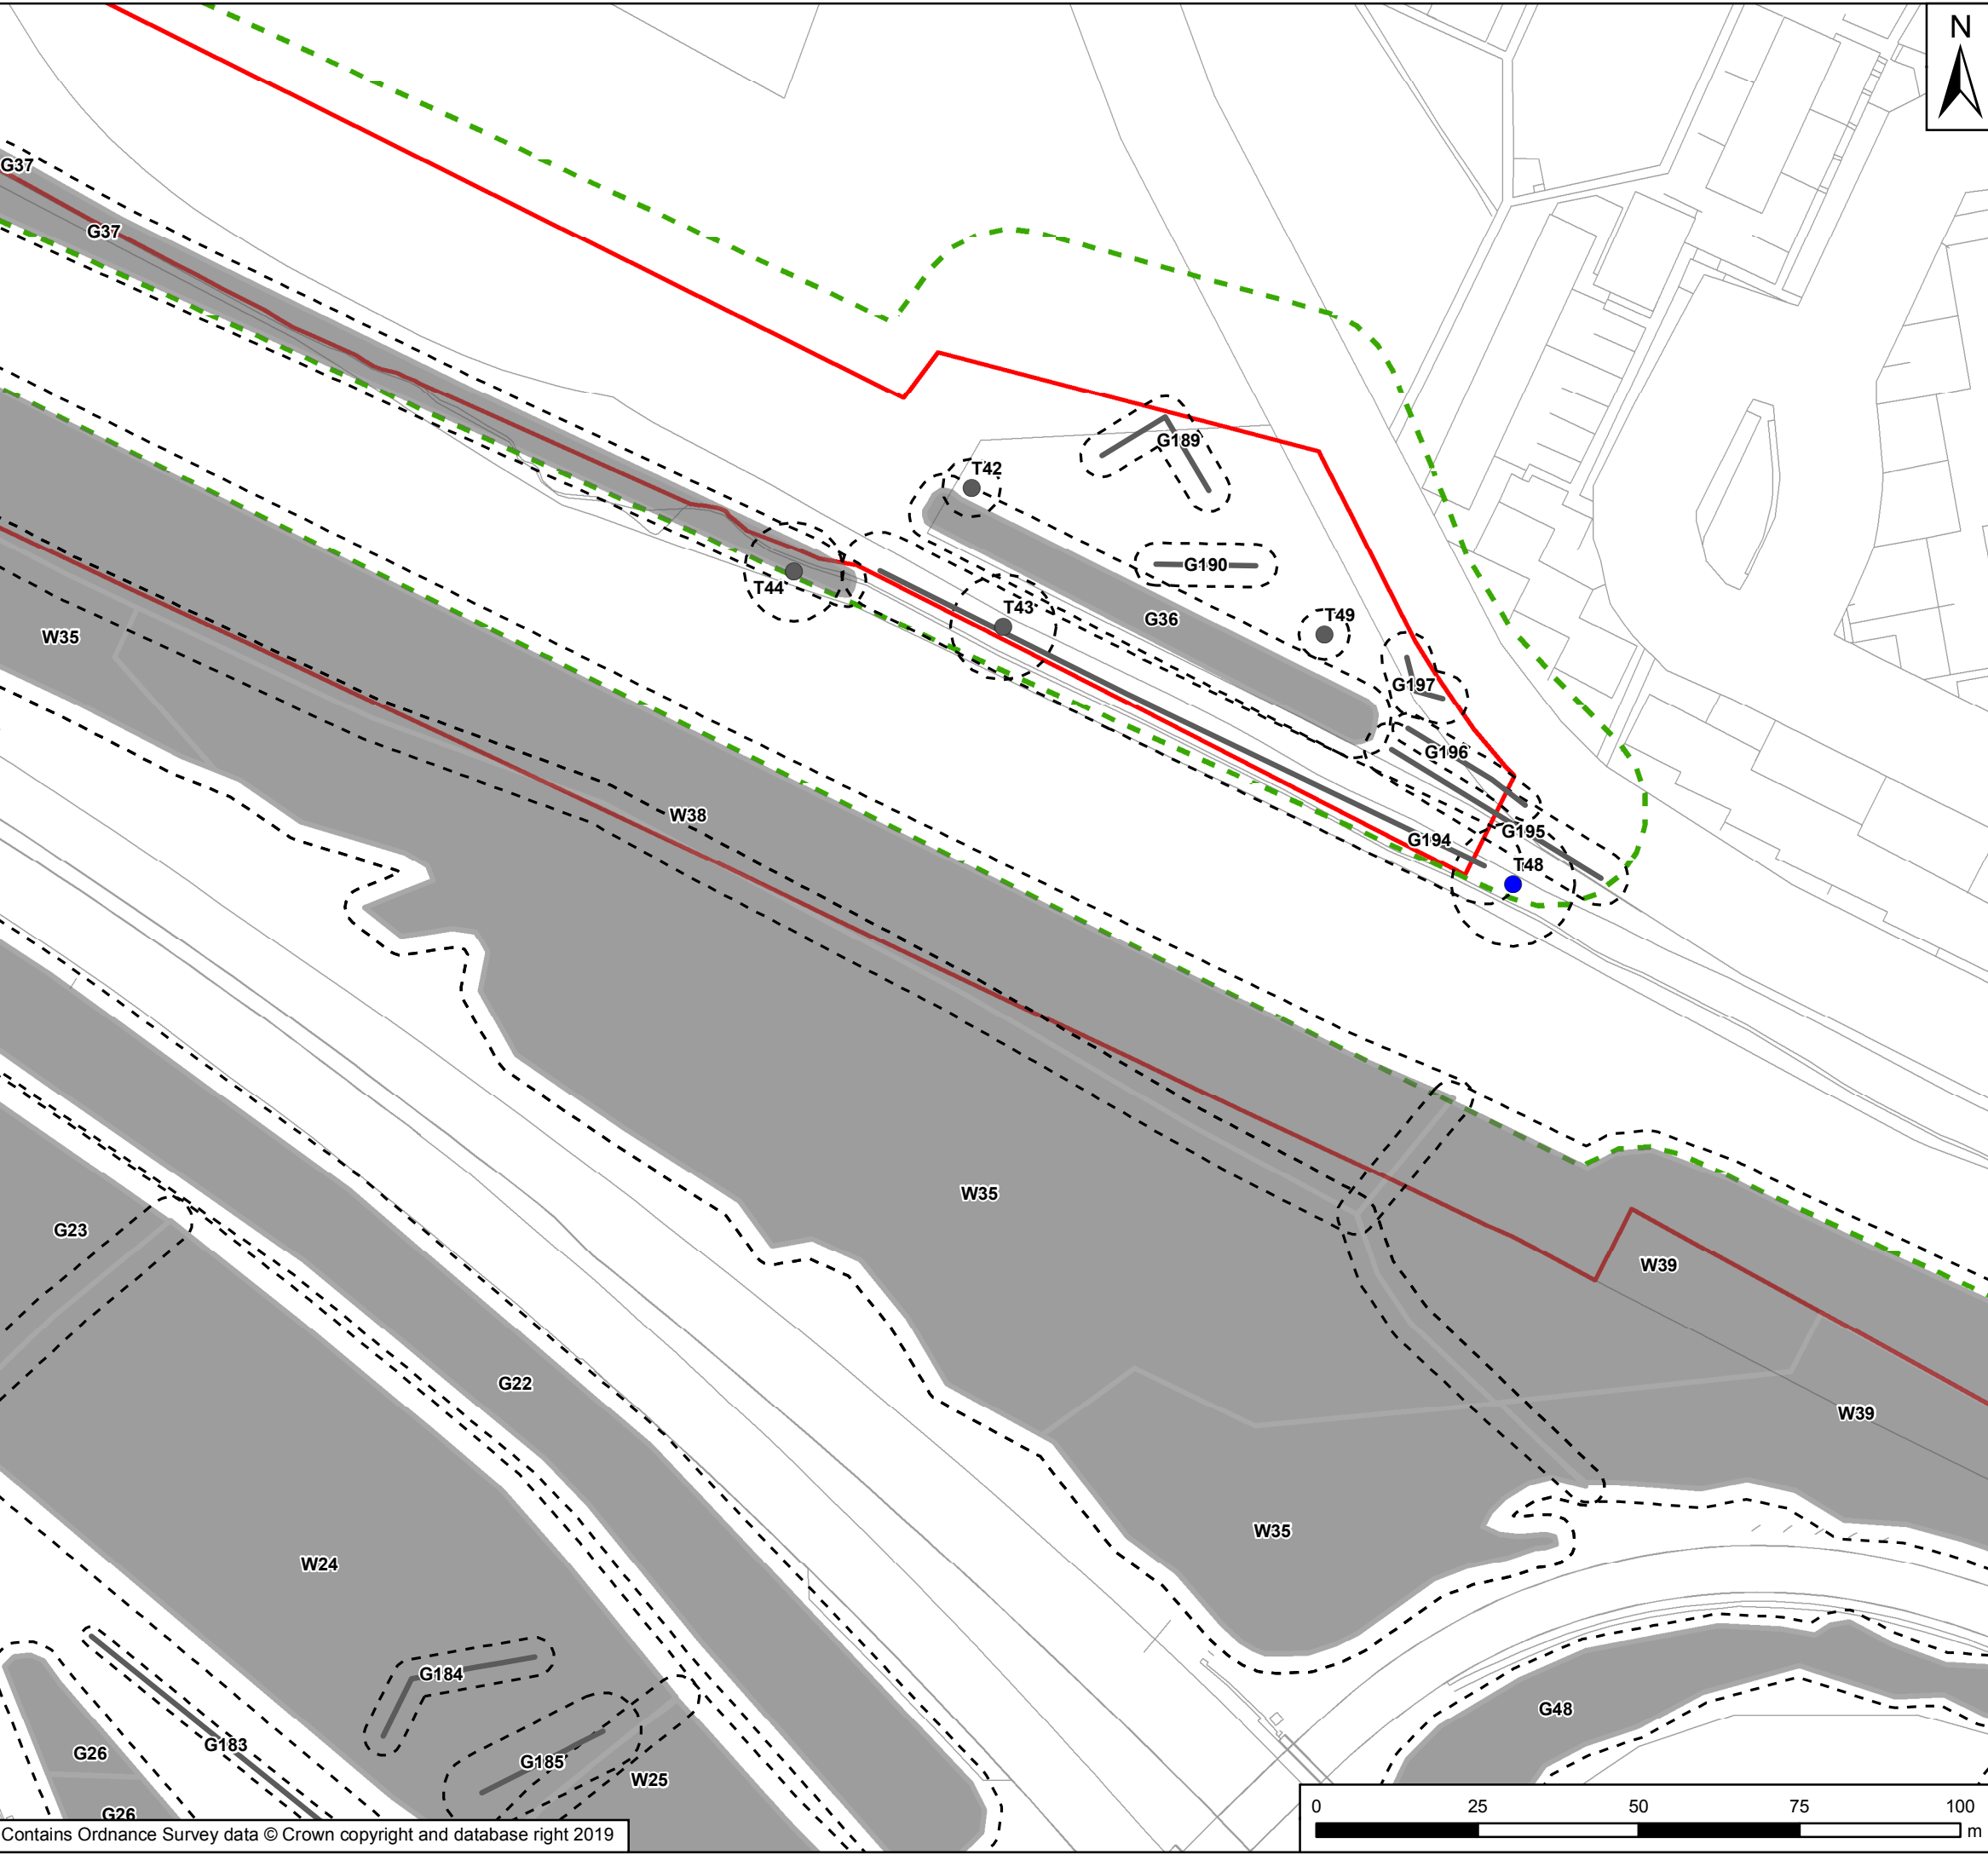 N
G37
G37
G189
T42
G190
T44
T43
T49
G36
W35
G197
G196
W38
G195
G194
T48
W35
G23
W39
G22
W39
W35
W24
G184
G48
G183
G26
G185
W25
G26
0 25 50 75 100
m
Contains Ordnance Survey data © Crown copyright and database right 2019